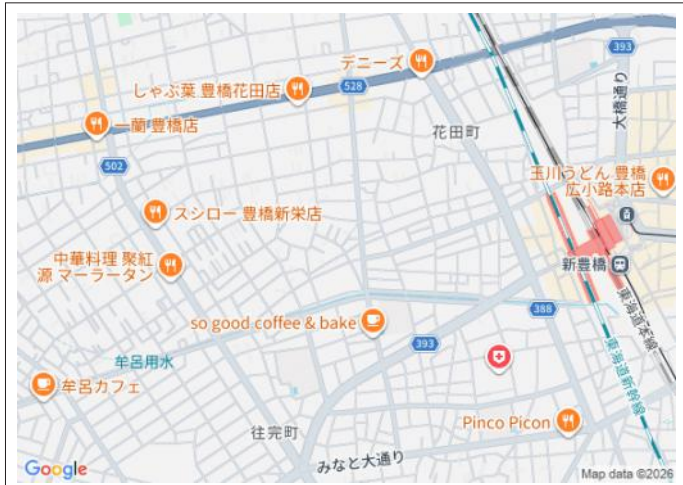 393
デニーズ
大橋通り
しゃぶ葉 豊橋花田店
528
一蘭 豊橋店
花田町
502
玉川うどん 豊橋
広小路本店
スシロー 豊橋新栄店
中華料理 聚紅
源 マーラータン
新豊橋
東海道本線
388
so good coffee & bake
393
東海道新幹線
牟呂用水
牟呂カフェ
Pinco Picon
往完町
みなと大通り
Google
Map data ©2026